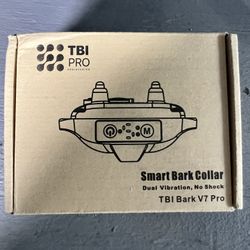 TBI
PRO
M
Smart Bark Collar
Dual Vibration, No Shock
TBI Bark V7 Pro